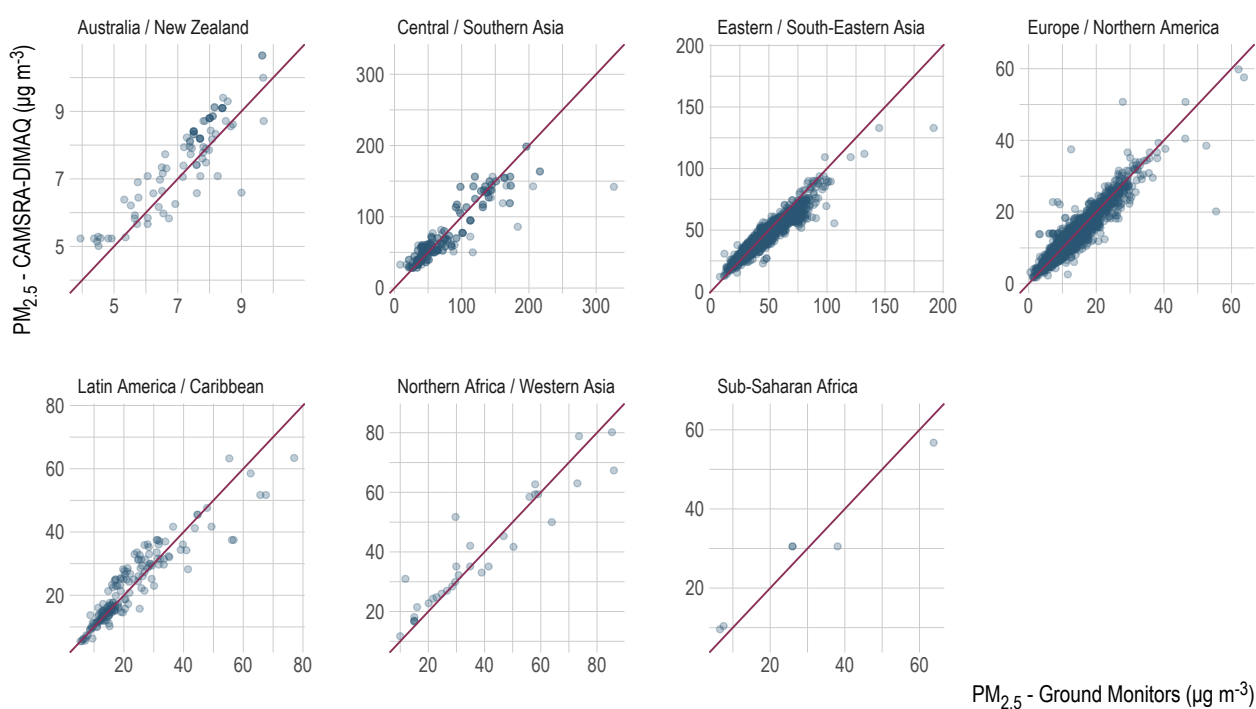 Australia / New Zealand
Central / Southern Asia
Eastern / South-Eastern Asia
Europe / Northern America
PM2.5 - CAMSRA-DIMAQ (µg m-3)
9
7
5
5 7 9
300
200
100
0
0 100 200 300
200
150
100
50
0
0 50 100 150 200
60
40
20
0
0 20 40 60
Latin America / Caribbean
Northern Africa / Western Asia
Sub-Saharan Africa
80
60
40
20
20 40 60 80
80
60
40
20
20 40 60 80
60
40
20
20 40 60
PM2.5 - Ground Monitors (µg m-3)